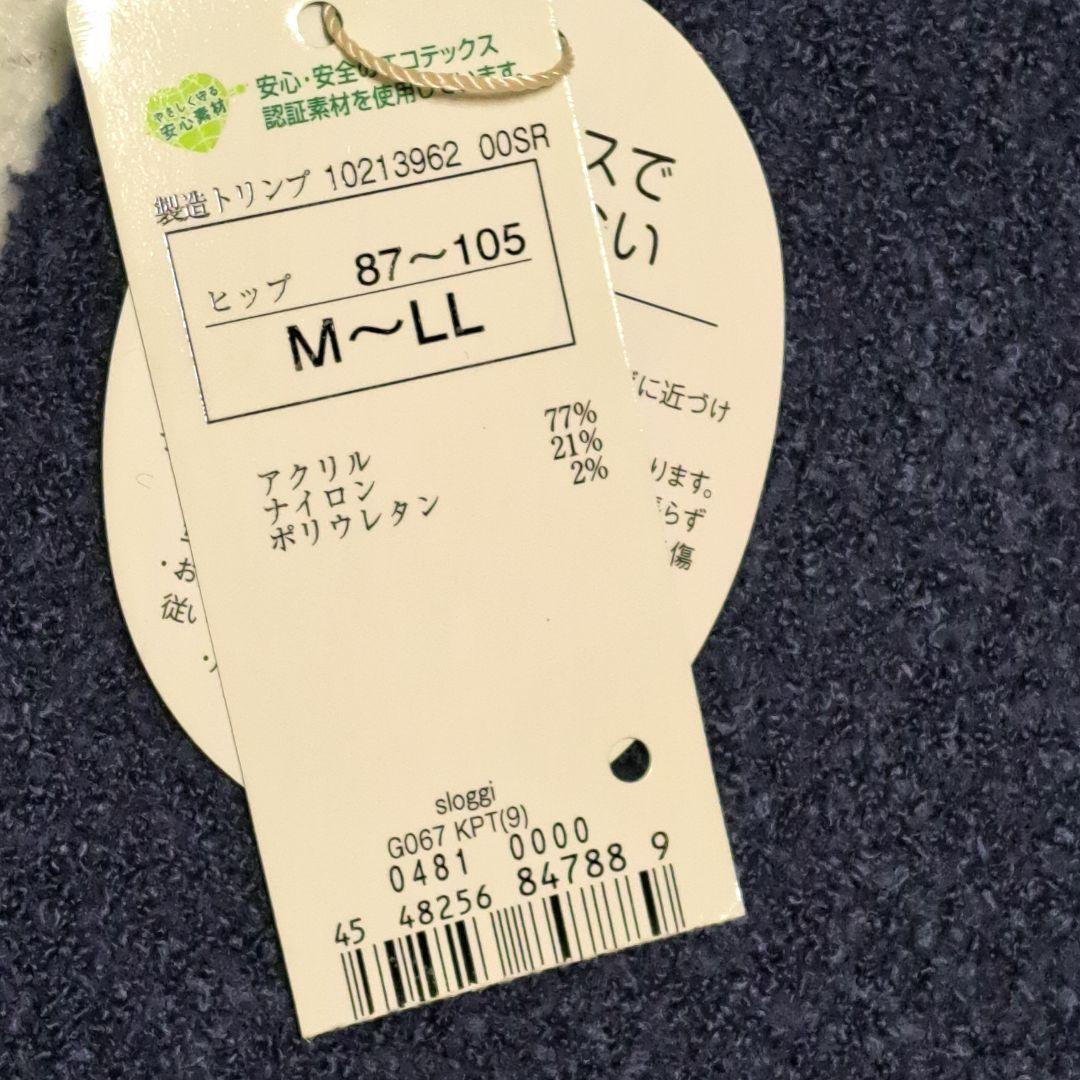 やさしく守る
安心素材
安心・安全のエコテックス
認証素材を使用しています。
製造トリンプ 10213962 00SR
ヒップ 87〜105
M〜LL
アクリル 77%
ナイロン 21%
ポリウレタン 2%
sloggi
G067 KPT(9)
0481 0000
45 48256 84788 9
スで
い
に近づけ
ります。
らず
傷
・お
従い